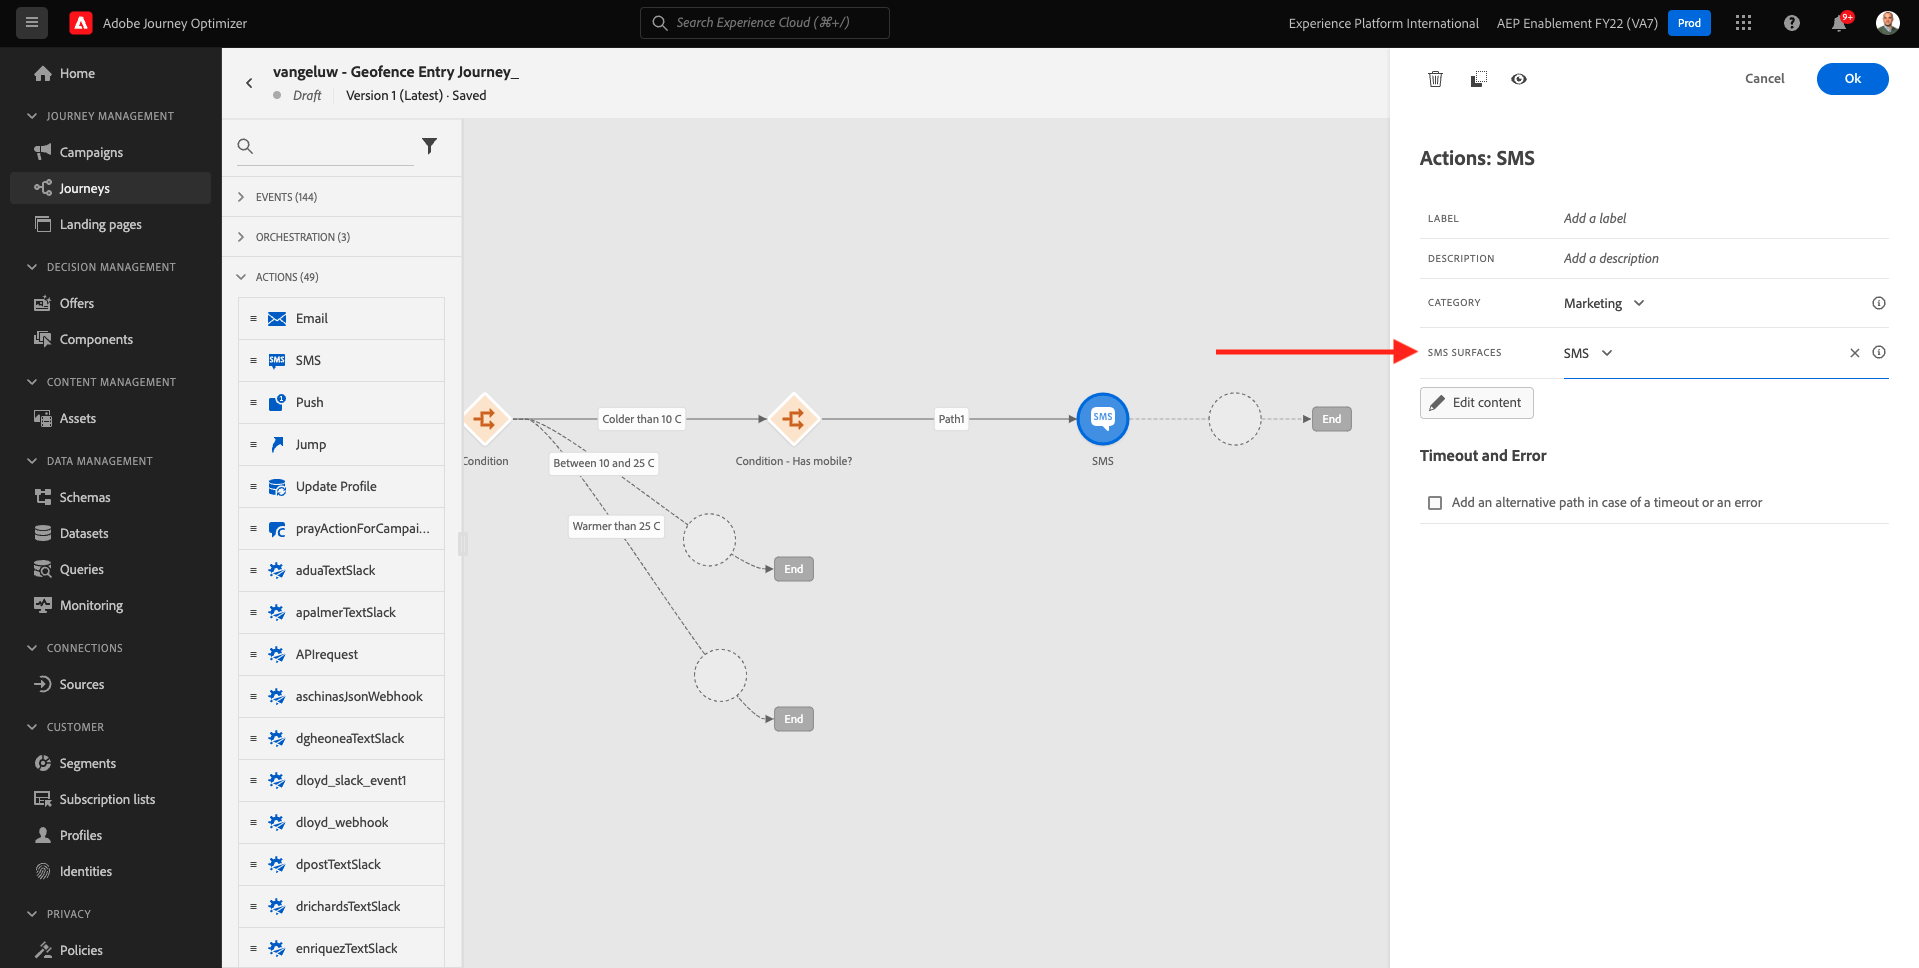 Adobe Journey Optimizer
Search Experience Cloud (⌘+/)
Experience Platform International
AEP Enablement FY22 (VA7)
Prod
9+
Home
JOURNEY MANAGEMENT
Campaigns
Journeys
Landing pages
DECISION MANAGEMENT
Offers
Components
CONTENT MANAGEMENT
Assets
DATA MANAGEMENT
Schemas
Datasets
Queries
Monitoring
CONNECTIONS
Sources
CUSTOMER
Segments
Subscription lists
Profiles
Identities
PRIVACY
Policies
vangeluw - Geofence Entry Journey_
Draft
Version 1 (Latest) · Saved
EVENTS (144)
ORCHESTRATION (3)
ACTIONS (49)
Email
SMS
SMS
Push
Jump
Update Profile
prayActionForCampai...
aduaTextSlack
apalmerTextSlack
APIrequest
aschinasJsonWebhook
dgheoneaTextSlack
dloyd_slack_event1
dloyd_webhook
dpostTextSlack
drichardsTextSlack
enriquezTextSlack
Condition
Colder than 10 C
Between 10 and 25 C
Warmer than 25 C
Condition - Has mobile?
Path1
SMS
SMS
End
End
End
Cancel
Ok
Actions: SMS
LABEL
Add a label
DESCRIPTION
Add a description
CATEGORY
Marketing
SMS SURFACES
SMS
Edit content
Timeout and Error
Add an alternative path in case of a timeout or an error